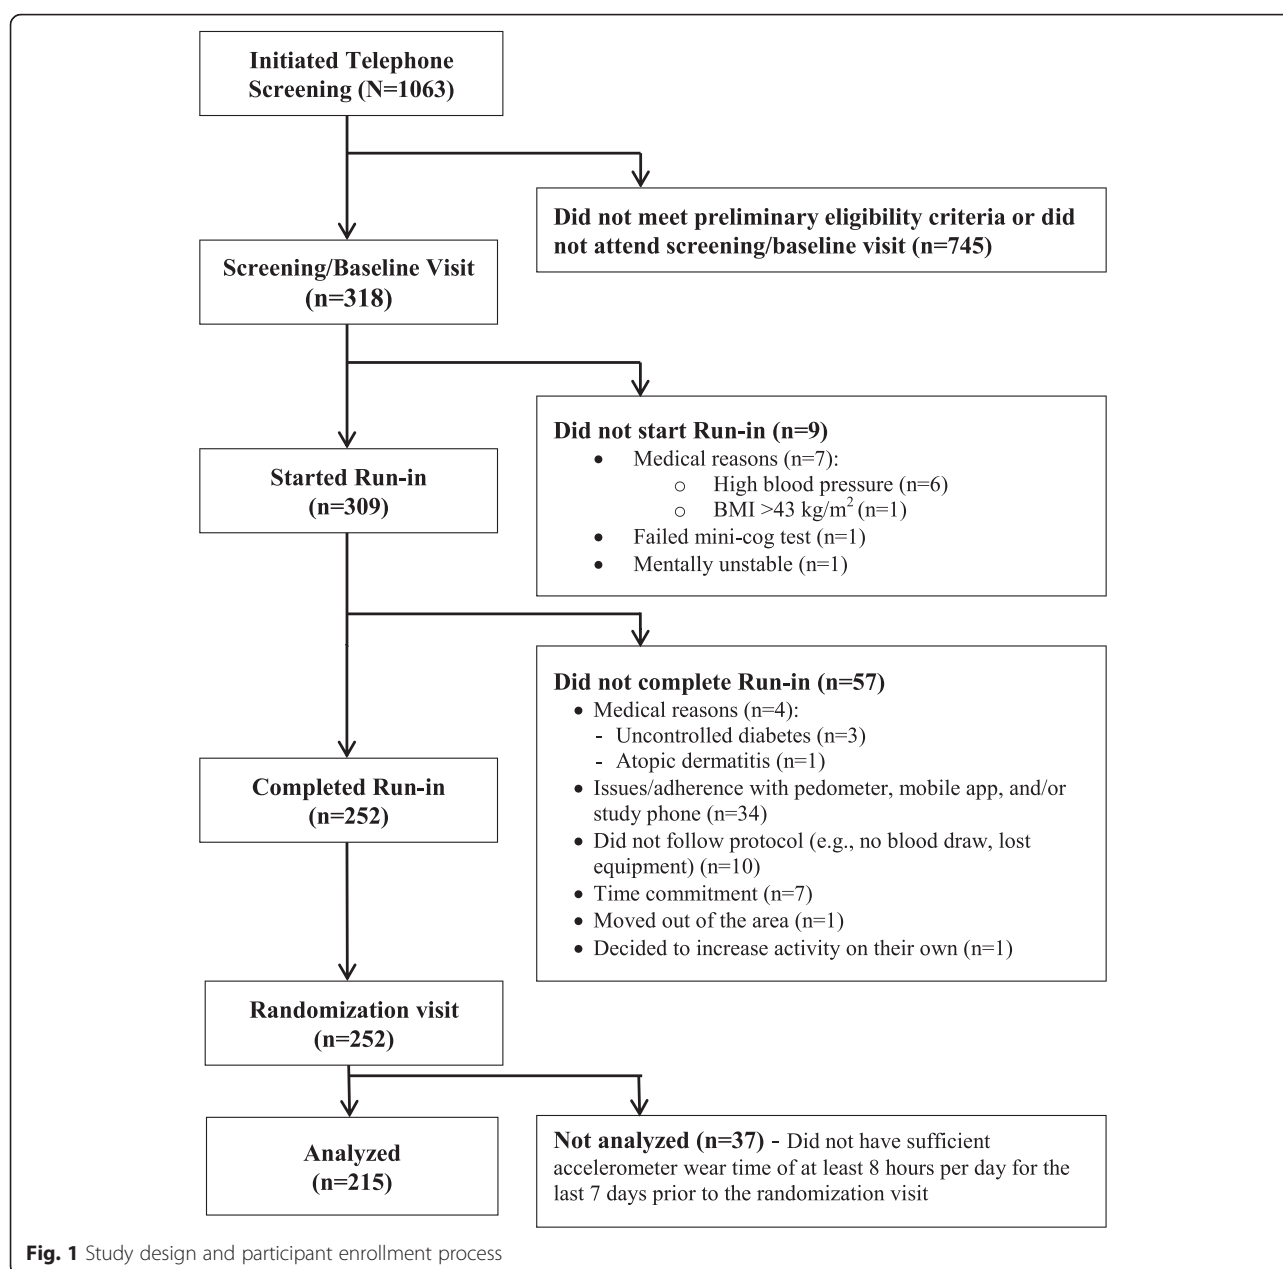 Initiated Telephone
Screening (N=1063)
Did not meet preliminary eligibility criteria or did
not attend screening/baseline visit (n=745)
Screening/Baseline Visit
(n=318)
Did not start Run-in (n=9)
• Medical reasons (n=7):
o High blood pressure (n=6)
o BMI >43 kg/m² (n=1)
• Failed mini-cog test (n=1)
• Mentally unstable (n=1)
Started Run-in
(n=309)
Did not complete Run-in (n=57)
• Medical reasons (n=4):
- Uncontrolled diabetes (n=3)
- Atopic dermatitis (n=1)
• Issues/adherence with pedometer, mobile app, and/or
study phone (n=34)
• Did not follow protocol (e.g., no blood draw, lost
equipment) (n=10)
• Time commitment (n=7)
• Moved out of the area (n=1)
• Decided to increase activity on their own (n=1)
Completed Run-in
(n=252)
Randomization visit
(n=252)
Analyzed
(n=215)
Not analyzed (n=37) - Did not have sufficient
accelerometer wear time of at least 8 hours per day for the
last 7 days prior to the randomization visit
Fig. 1 Study design and participant enrollment process